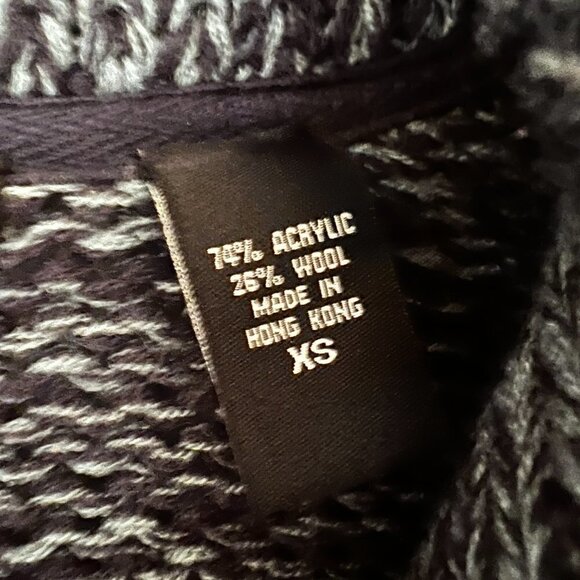 74% ACRYLIC
26% WOOL
MADE IN
HONG KONG
XS